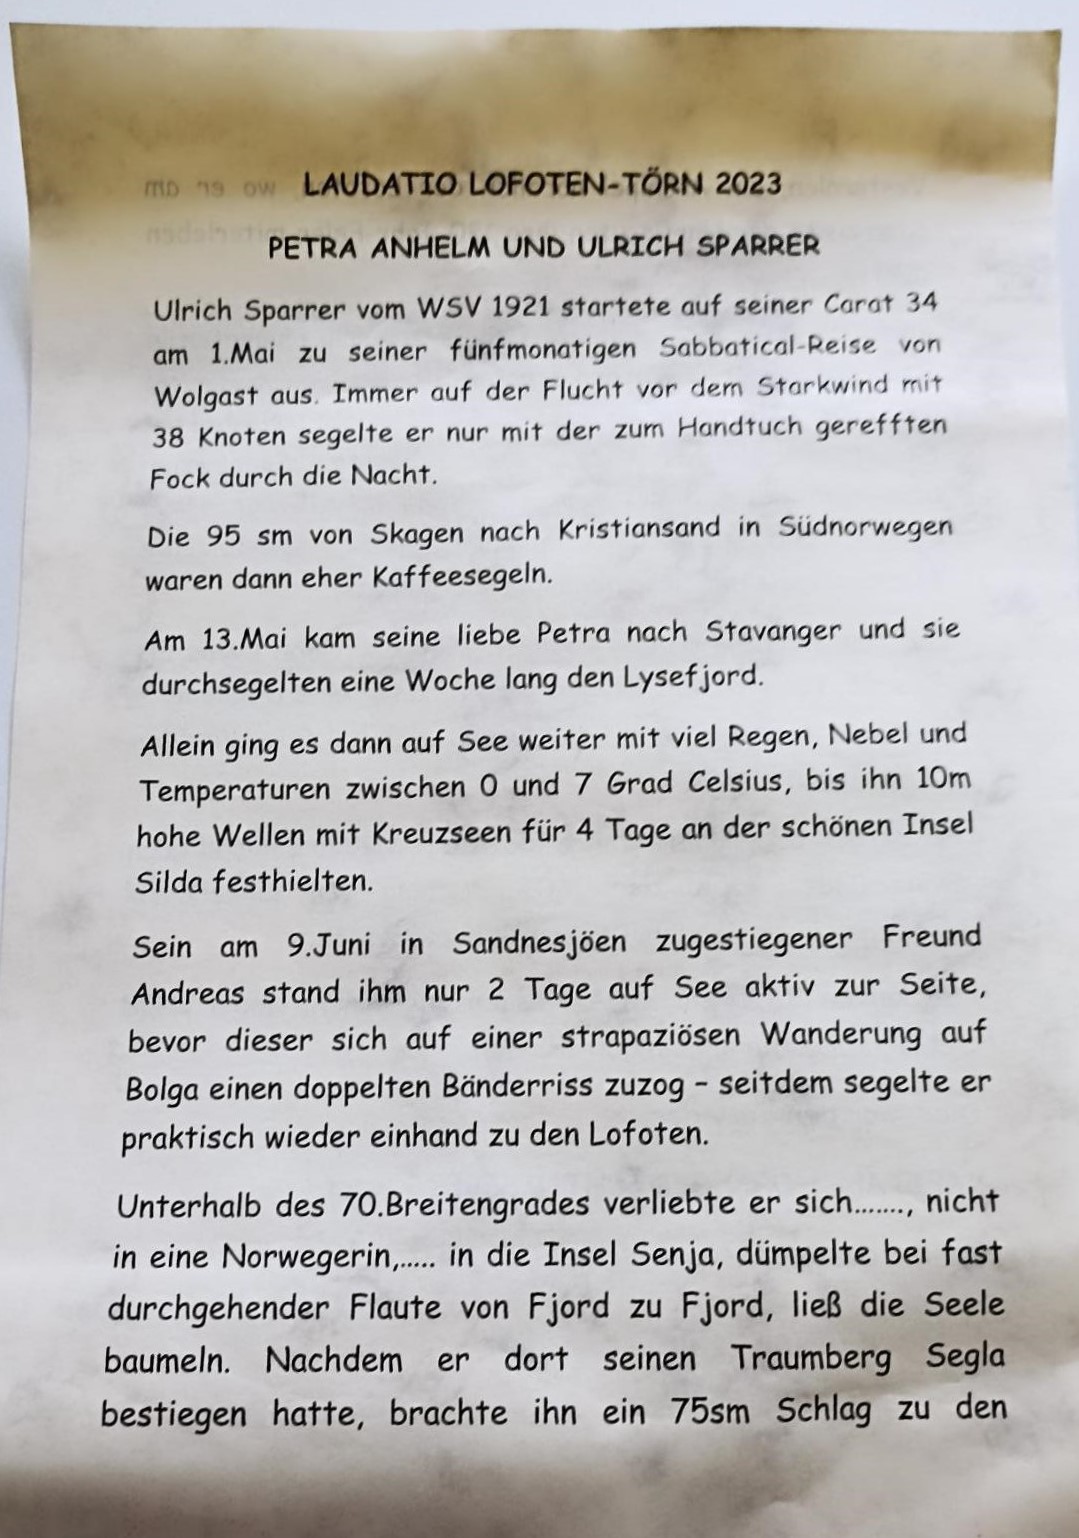 LAUDATIO LOFOTEN-TÖRN 2023
PETRA ANHELM UND ULRICH SPARRER
Ulrich Sparrer vom WSV 1921 startete auf seiner Carat 34
am 1.Mai zu seiner fünfmonatigen Sabbatical-Reise von
Wolgast aus. Immer auf der Flucht vor dem Starkwind mit
38 Knoten segelte er nur mit der zum Handtuch gerefften
Fock durch die Nacht.
Die 95 sm von Skagen nach Kristiansand in Südnorwegen
waren dann eher Kaffeesegeln.
Am 13.Mai kam seine liebe Petra nach Stavanger und sie
durchsegelten eine Woche lang den Lysefjord.
Allein ging es dann auf See weiter mit viel Regen, Nebel und
Temperaturen zwischen 0 und 7 Grad Celsius, bis ihn 10m
hohe Wellen mit Kreuzseen für 4 Tage an der schönen Insel
Silda festhielten.
Sein am 9.Juni in Sandnesjöen zugestiegener Freund
Andreas stand ihm nur 2 Tage auf See aktiv zur Seite,
bevor dieser sich auf einer strapaziösen Wanderung auf
Bolga einen doppelten Bänderriss zuzog – seitdem segelte er
praktisch wieder einhand zu den Lofoten.
Unterhalb des 70.Breitengrades verliebte er sich......., nicht
in eine Norwegerin,..... in die Insel Senja, dümpelte bei fast
durchgehender Flaute von Fjord zu Fjord, ließ die Seele
baumeln. Nachdem er dort seinen Traumberg Segla
bestiegen hatte, brachte ihn ein 75sm Schlag zu den